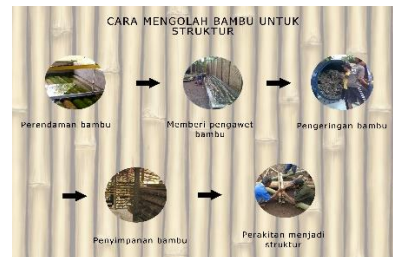 CARA MENGOLAH BAMBU UNTUK
STRUKTUR
Perendaman bambu
Memberi pengawet
bambu
Pengeringan bambu
Penyimpanan bambu
Perakitan menjadi
struktur